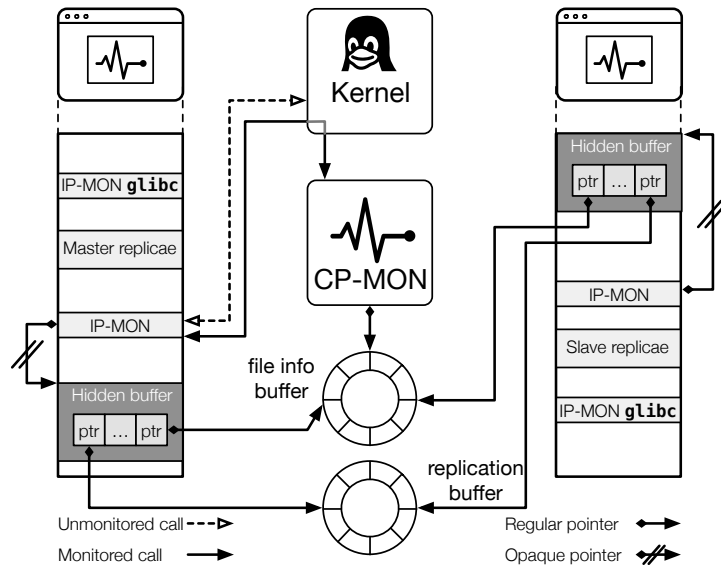 Kernel
Hidden buffer
ptr … ptr
IP-MON glibc
Master replicae
CP-MON
IP-MON
IP-MON
Slave replicae
file info
buffer
Hidden buffer
IP-MON glibc
ptr … ptr
replication
buffer
Unmonitored call
Regular pointer
Monitored call
Opaque pointer